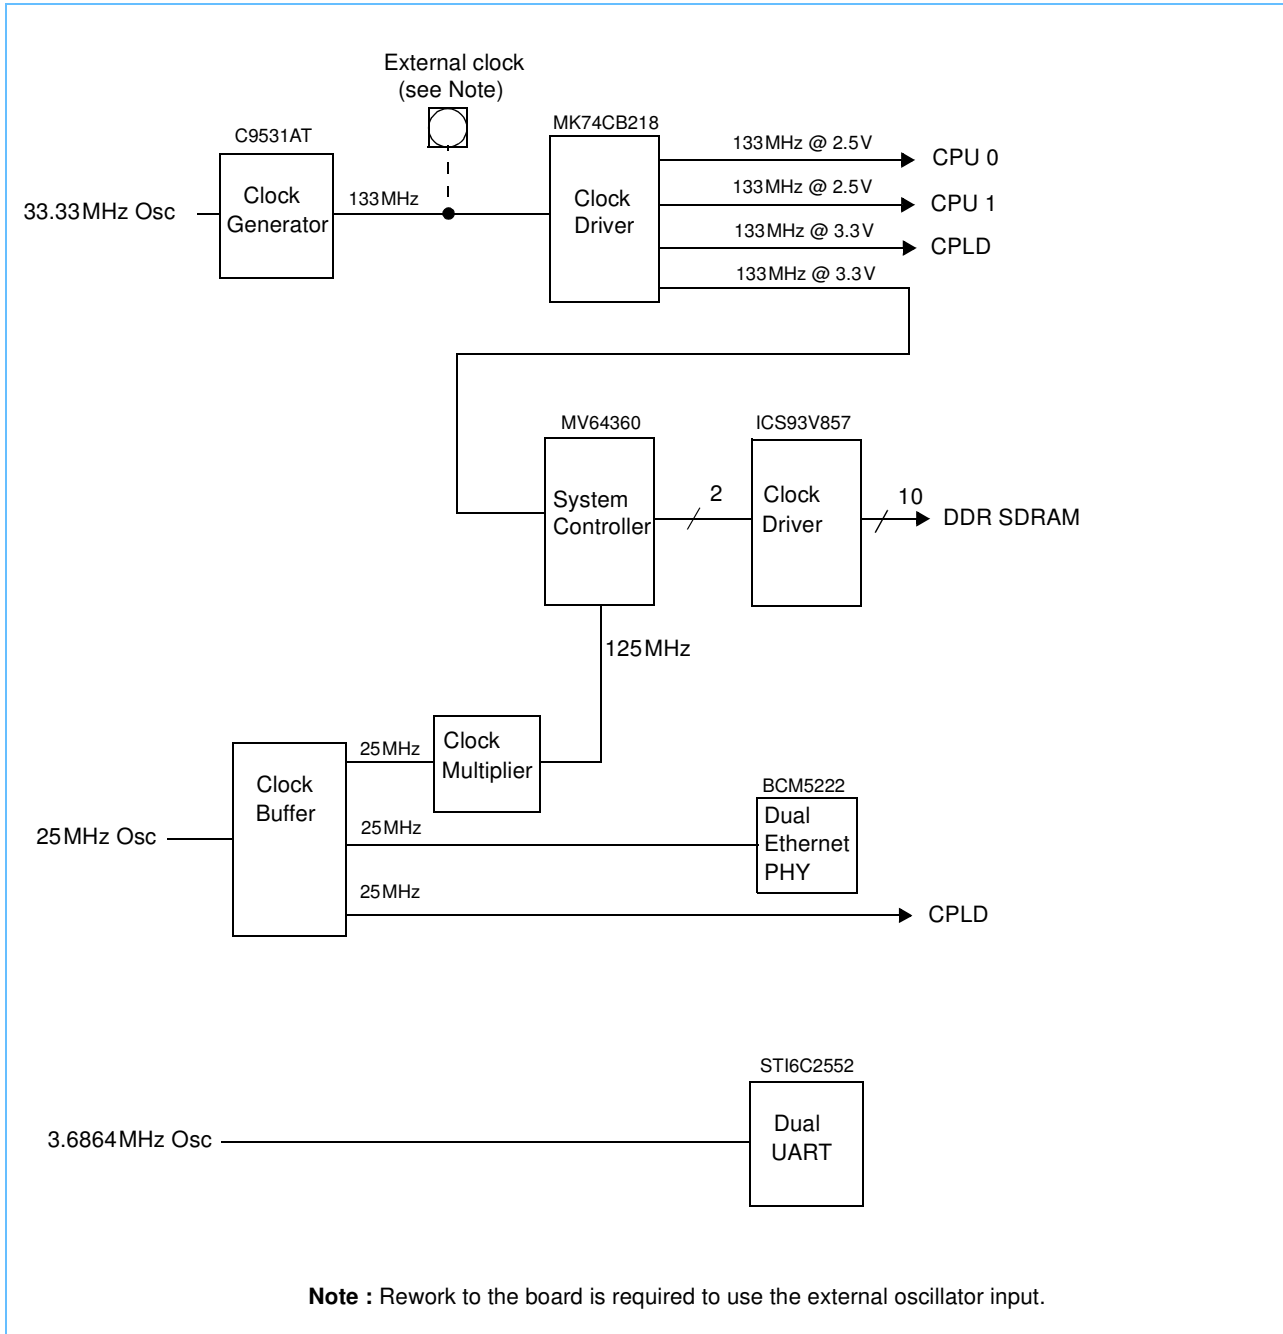 External clock
(see Note)
C9531AT
MK74CB218
33.33MHz Osc
Clock
Generator
133MHz
Clock
Driver
133MHz @ 2.5V
CPU 0
133MHz @ 2.5V
CPU 1
133MHz @ 3.3V
CPLD
133MHz @ 3.3V
MV64360
ICS93V857
System
Controller
2
Clock
Driver
10
DDR SDRAM
125MHz
25MHz Osc
Clock
Buffer
25MHz
Clock
Multiplier
25MHz
BCM5222
Dual
Ethernet
PHY
25MHz
CPLD
STI6C2552
3.6864MHz Osc
Dual
UART
Note : Rework to the board is required to use the external oscillator input.